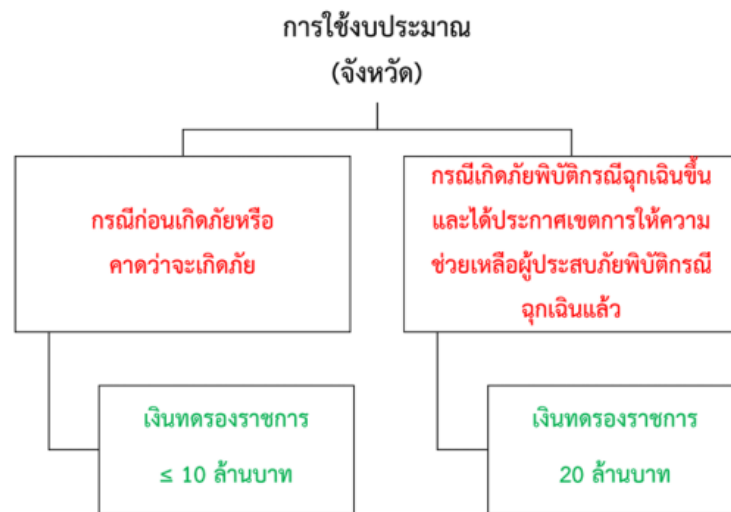 การใช้งบประมาณ
(จังหวัด)
กรณีก่อนเกิดภัยหรือ
คาดว่าจะเกิดภัย
กรณีเกิดภัยพิบัติกรณีฉุกเฉินขึ้น
และได้ประกาศเขตการให้ความ
ช่วยเหลือผู้ประสบภัยพิบัติกรณี
ฉุกเฉินแล้ว
เงินทดรองราชการ
≤ 10 ล้านบาท
เงินทดรองราชการ
20 ล้านบาท